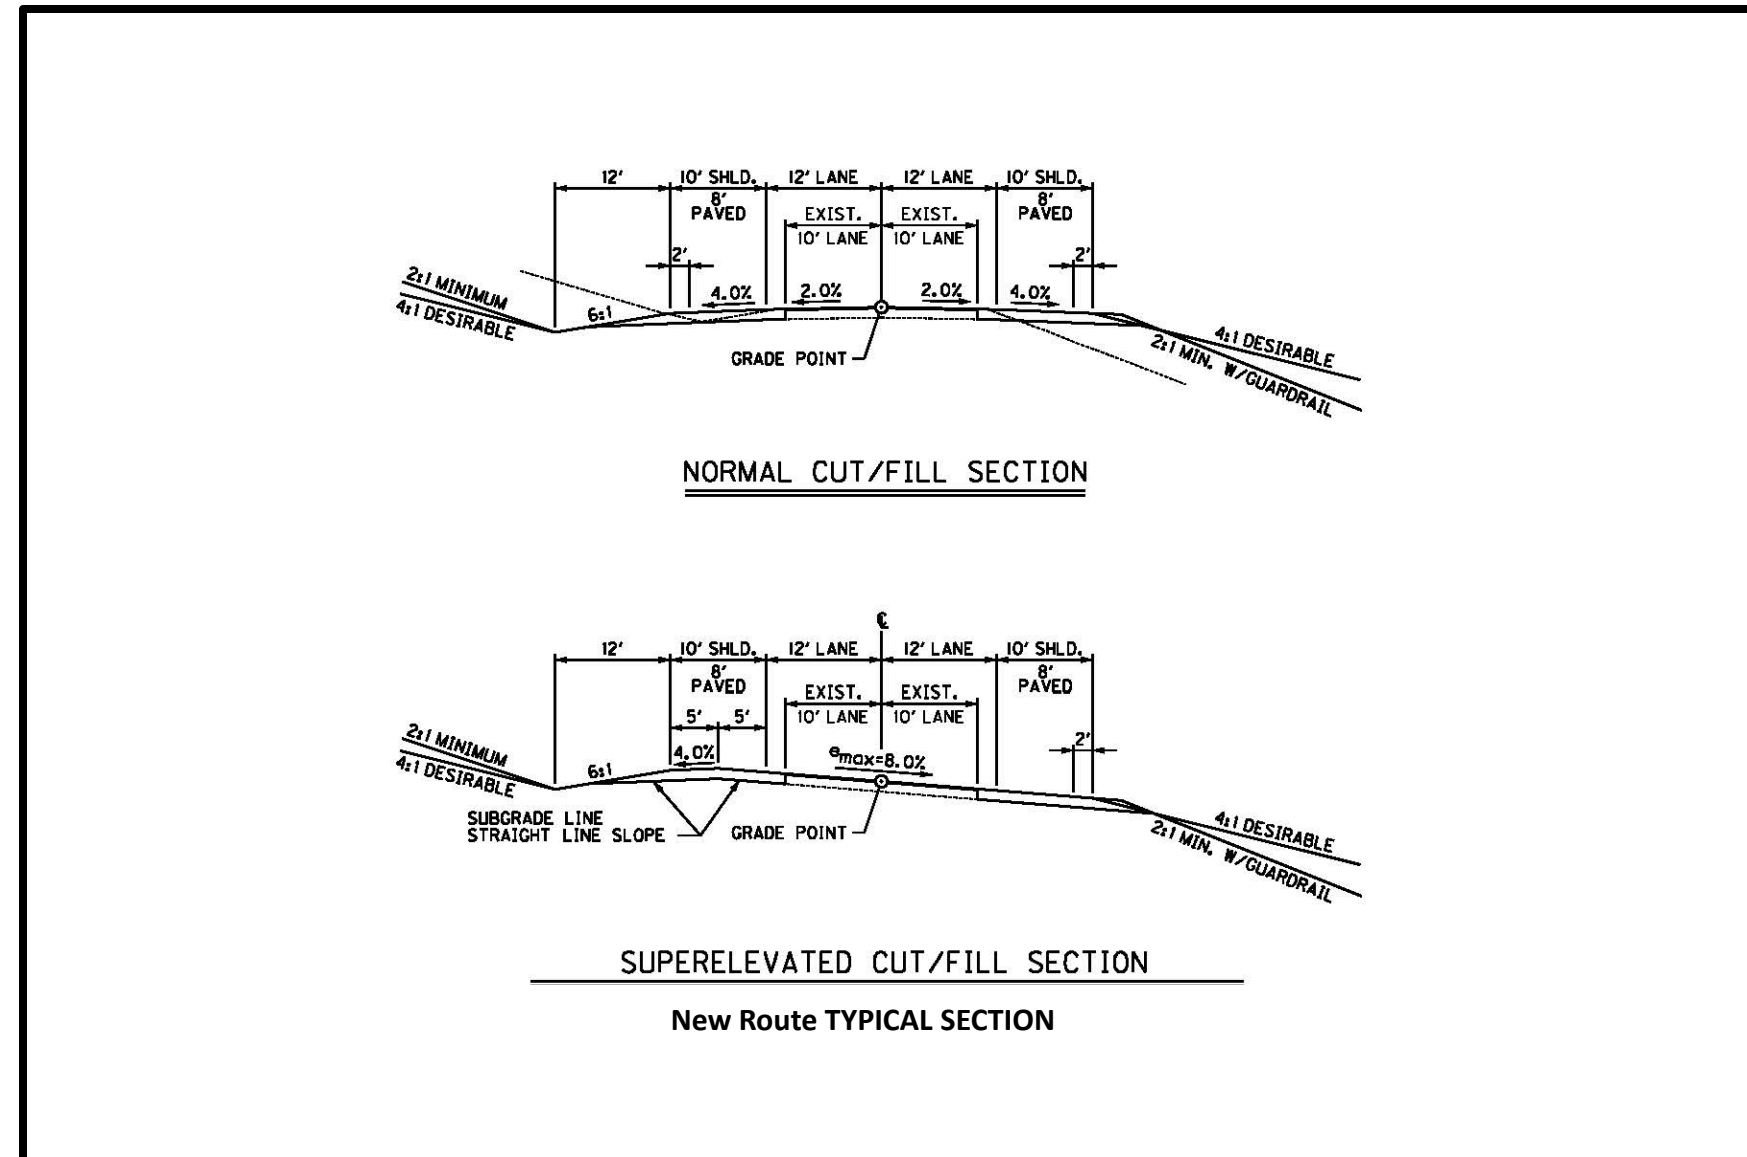 12' 10' SHLD. 12' LANE 12' LANE 10' SHLD.
8' 8'
PAVED EXIST. EXIST. PAVED
10' LANE 10' LANE
2' 2'
2:1 MINIMUM
4:1 DESIRABLE
6:1
4.0% 2.0% 2.0% 4.0%
4:1 DESIRABLE
2:1 MIN. W/GUARDRAIL
GRADE POINT
NORMAL CUT/FILL SECTION
℄
12' 10' SHLD. 12' LANE 12' LANE 10' SHLD.
8' 8'
PAVED EXIST. EXIST. PAVED
5' 5' 10' LANE 10' LANE
2'
2:1 MINIMUM
4:1 DESIRABLE
6:1
4.0% emax=8.0%
4:1 DESIRABLE
2:1 MIN. W/GUARDRAIL
SUBGRADE LINE
STRAIGHT LINE SLOPE
GRADE POINT
SUPERELEVATED CUT/FILL SECTION
New Route TYPICAL SECTION